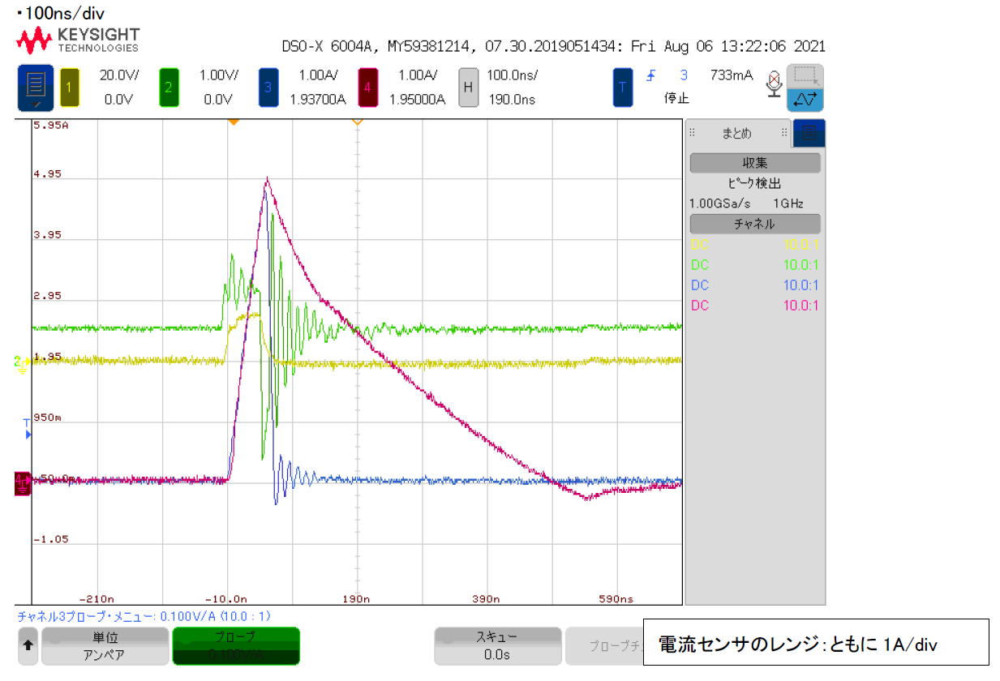 ・100ns/div
KEYSIGHT
TECHNOLOGIES
DSO-X 6004A, MY59381214, 07.30.2019051434: Fri Aug 06 13:22:06 2021
1 20.0V/ 2 1.00V/ 3 1.00A/ 4 1.00A/ H 100.0ns/ T 3 733mA
0.0V 0.0V 1.93700A 1.95000A 190.0ns 停止
5.95A
4.95
3.95
2.95
1.95
950m
-50.0m
-1.05
-210n -10.0n 190n 390n 590ns
2
T
4
まとめ
収集
ピーク検出
1.00GSa/s 1GHz
チャネル
DC 10.0:1
DC 10.0:1
DC 10.0:1
DC 10.0:1
チャネル3プローブ・メニュー: 0.100V/A (10.0 : 1)
単位
アンペア
プローブ
0.100V/A
スキュー
0.0s
プローブチ
電流センサのレンジ：ともに 1A/div